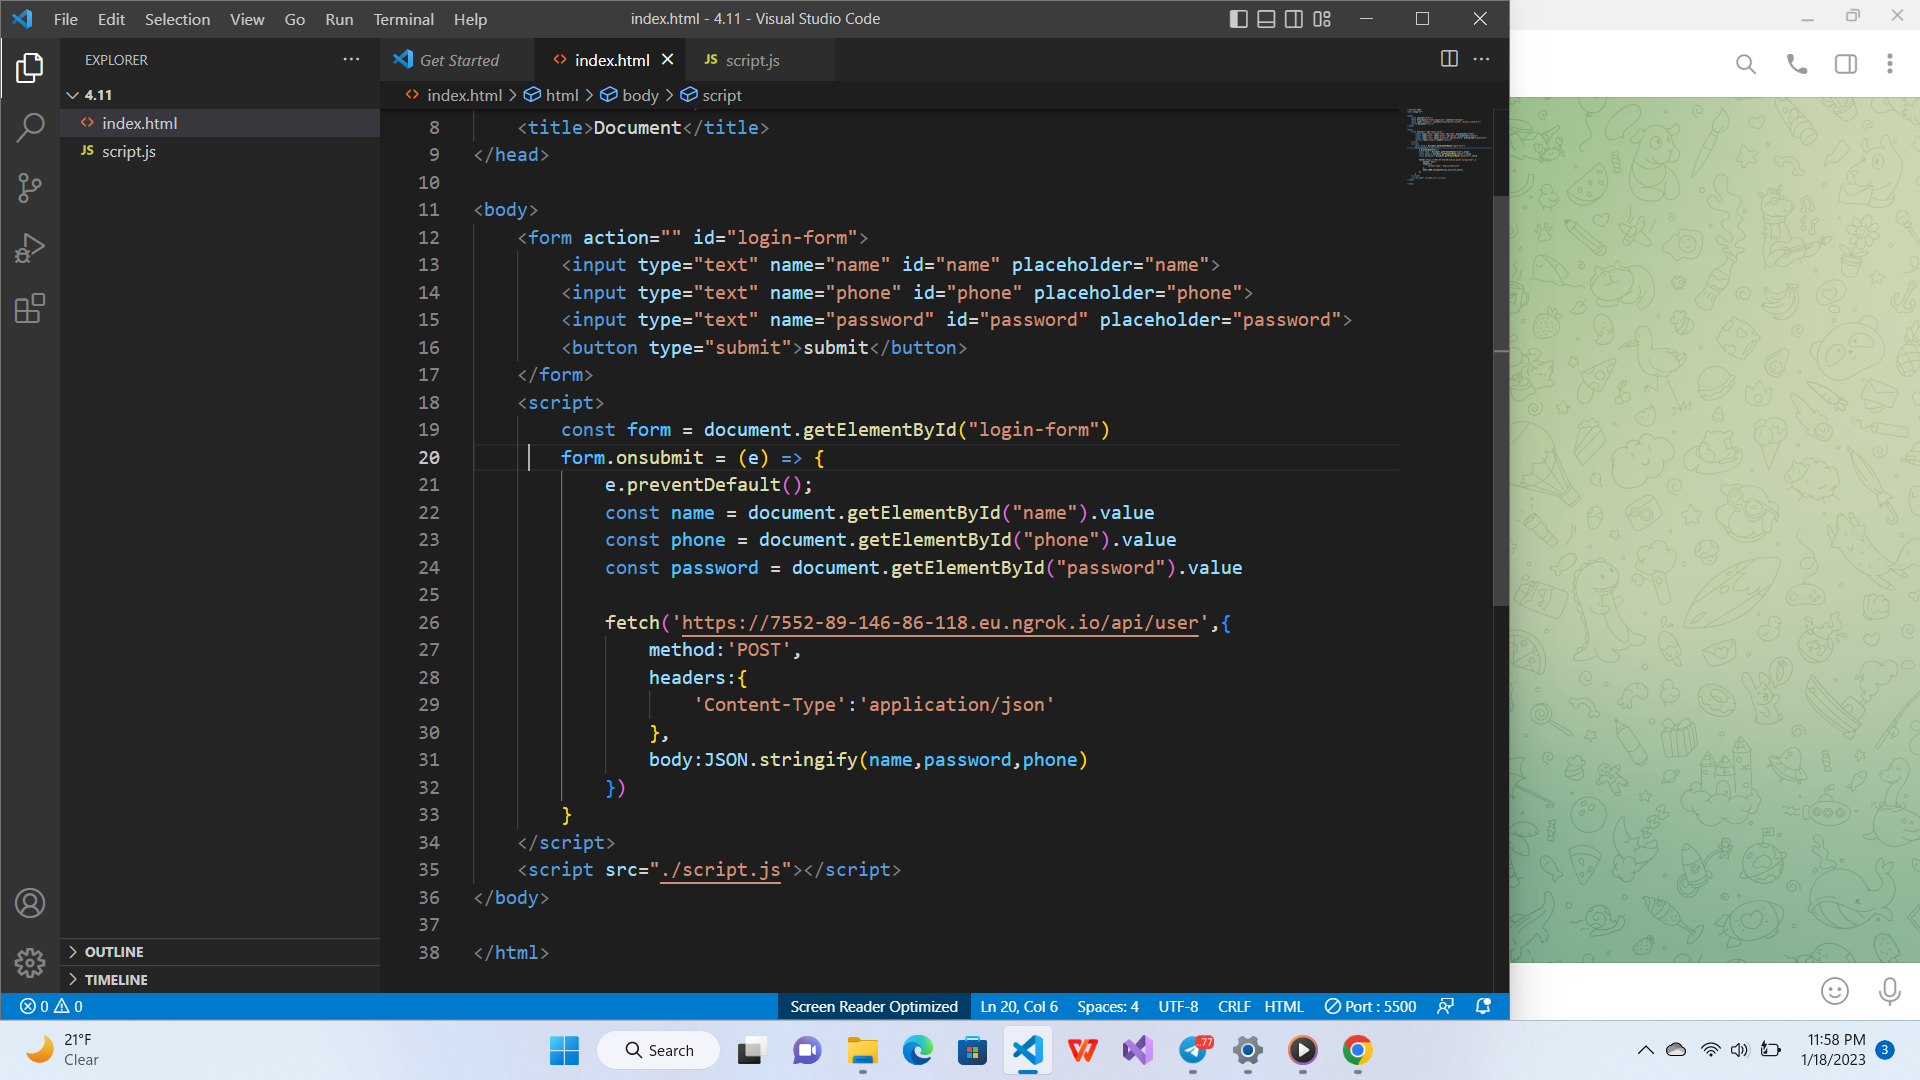 File Edit Selection View Go Run Terminal Help
index.html - 4.11 - Visual Studio Code
EXPLORER
4.11
index.html
JS script.js
OUTLINE
TIMELINE
Get Started
index.html
JS script.js
index.html > html > body > script
8 <title>Document</title>
9 </head>
10
11 <body>
12 <form action="" id="login-form">
13 <input type="text" name="name" id="name" placeholder="name">
14 <input type="text" name="phone" id="phone" placeholder="phone">
15 <input type="text" name="password" id="password" placeholder="password">
16 <button type="submit">submit</button>
17 </form>
18 <script>
19 const form = document.getElementById("login-form")
20 form.onsubmit = (e) => {
21 e.preventDefault();
22 const name = document.getElementById("name").value
23 const phone = document.getElementById("phone").value
24 const password = document.getElementById("password").value
25
26 fetch('https://7552-89-146-86-118.eu.ngrok.io/api/user',{
27 method:'POST',
28 headers:{
29 'Content-Type':'application/json'
30 },
31 body:JSON.stringify(name,password,phone)
32 })
33 }
34 </script>
35 <script src="./script.js"></script>
36 </body>
37
38 </html>
0 0
Screen Reader Optimized
Ln 20, Col 6
Spaces: 4
UTF-8
CRLF
HTML
Port : 5500
21°F
Clear
Search
..77
11:58 PM
1/18/2023
3